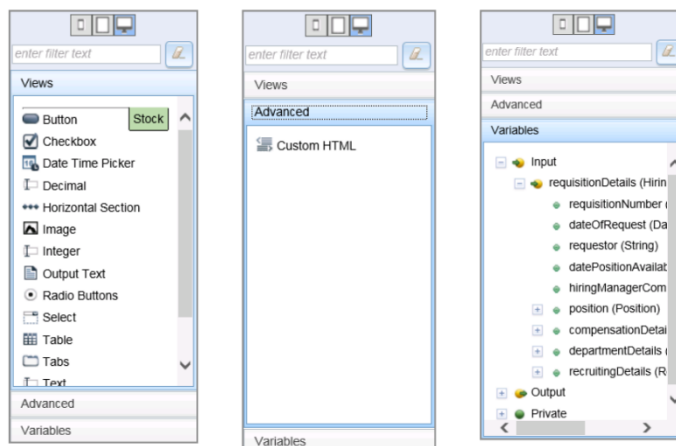 enter filter text
Views
Button
Stock
Checkbox
Date Time Picker
Decimal
Horizontal Section
Image
Integer
Output Text
Radio Buttons
Select
Table
Tabs
Text
Advanced
Variables
enter filter text
Views
Advanced
Custom HTML
Variables
enter filter text
Views
Advanced
Variables
Input
requisitionDetails (Hirin
requisitionNumber (
dateOfRequest (Da
requestor (String)
datePositionAvailab
hiringManagerCom
position (Position)
compensationDetai
departmentDetails (
recruitingDetails (R
Output
Private